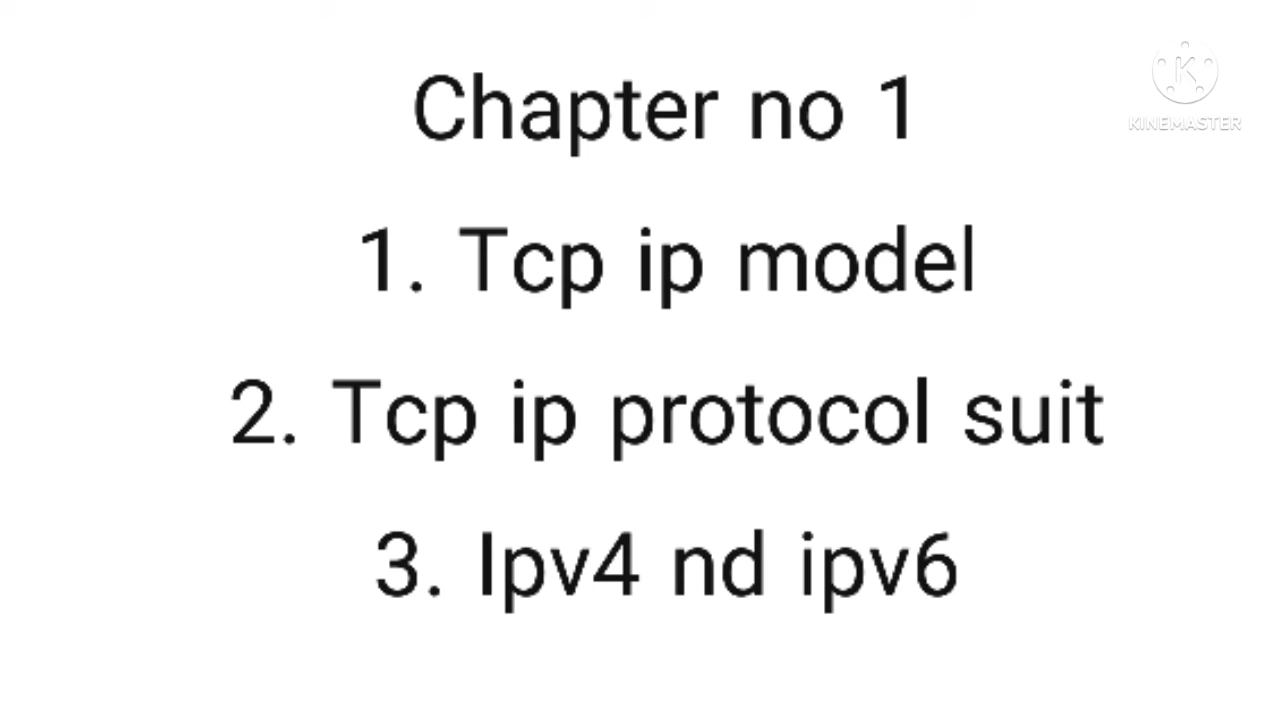 Chapter no 1
KINEMASTER
1. Tcp ip model
2. Tcp ip protocol suit
3. Ipv4 nd ipv6